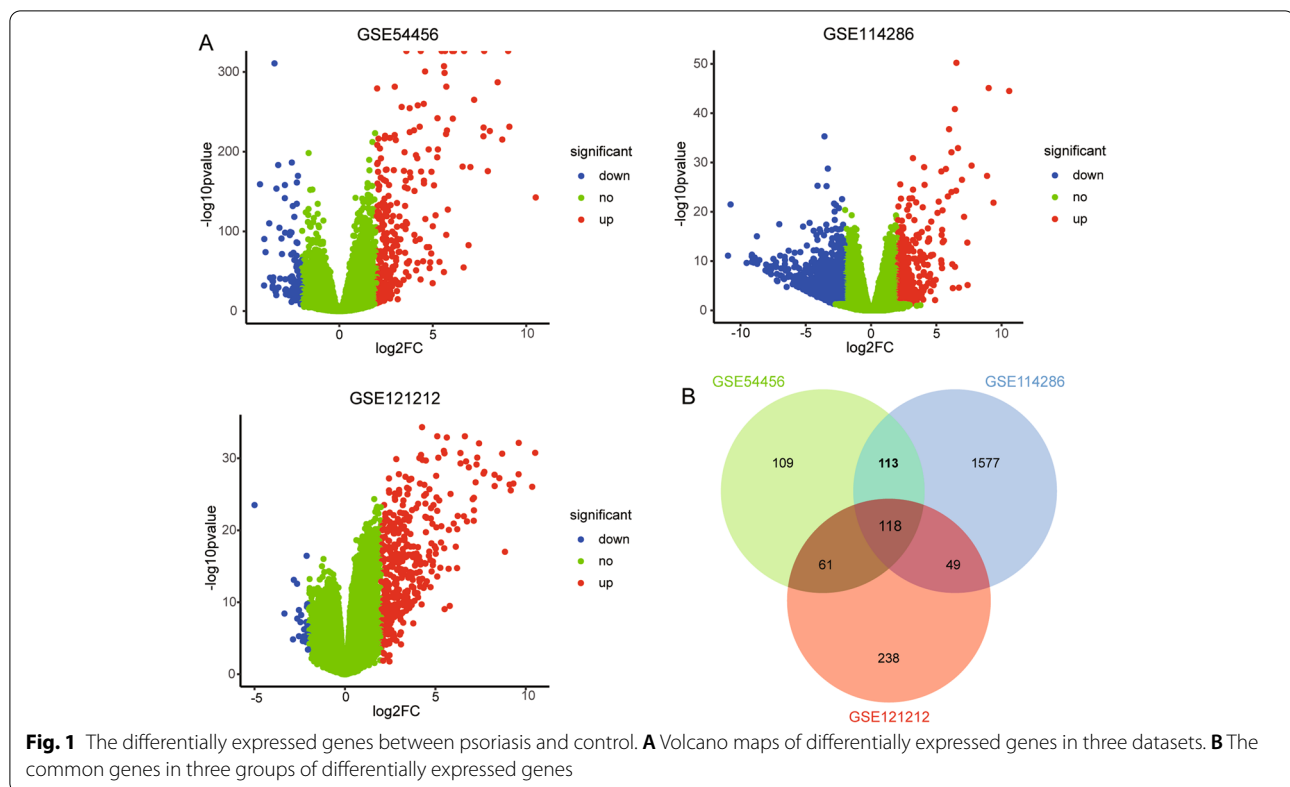 A
GSE54456
-log10pvalue
300
200
100
0
0
5
10
log2FC
significant
down
no
up
GSE114286
-log10pvalue
50
40
30
20
10
0
-10
-5
0
5
10
log2FC
significant
down
no
up
GSE121212
-log10pvalue
30
20
10
0
-5
0
5
10
log2FC
significant
down
no
up
B
GSE54456
GSE114286
109
113
1577
118
61
49
238
GSE121212
Fig. 1 The differentially expressed genes between psoriasis and control. A Volcano maps of differentially expressed genes in three datasets. B The
common genes in three groups of differentially expressed genes